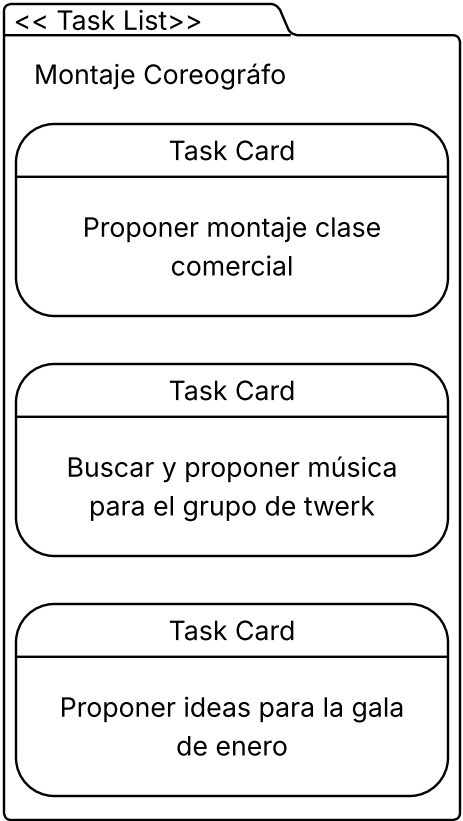 << Task List>>
Montaje Coreográfo
Task Card
Proponer montaje clase
comercial
Task Card
Buscar y proponer música
para el grupo de twerk
Task Card
Proponer ideas para la gala
de enero